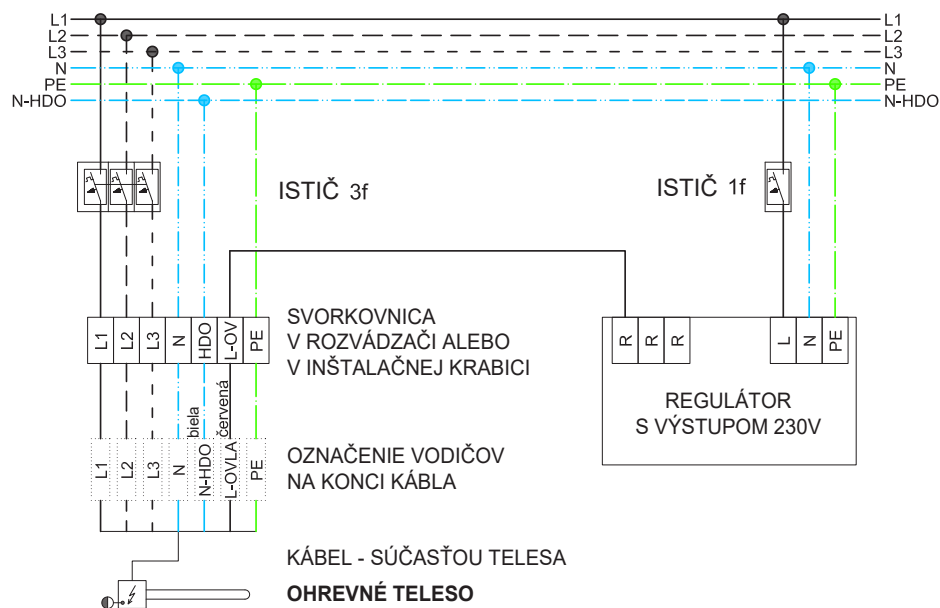 L1
L2
L3
N
PE
N-HDO
L1
L2
L3
N
PE
N-HDO
ISTIČ 3f
ISTIČ 1f
L1 L2 L3 N HDO L-OV PE
SVORKOVNICA
V ROZVÁDZAČI ALEBO
V INŠTALAČNEJ KRABICI
R R R L N PE
REGULÁTOR
S VÝSTUPOM 230V
biela
červená
L1 L2 L3 N N-HDO L-OVLA PE
OZNAČENIE VODIČOV
NA KONCI KÁBLA
KÁBEL - SÚČASŤOU TELESA
OHREVNÉ TELESO